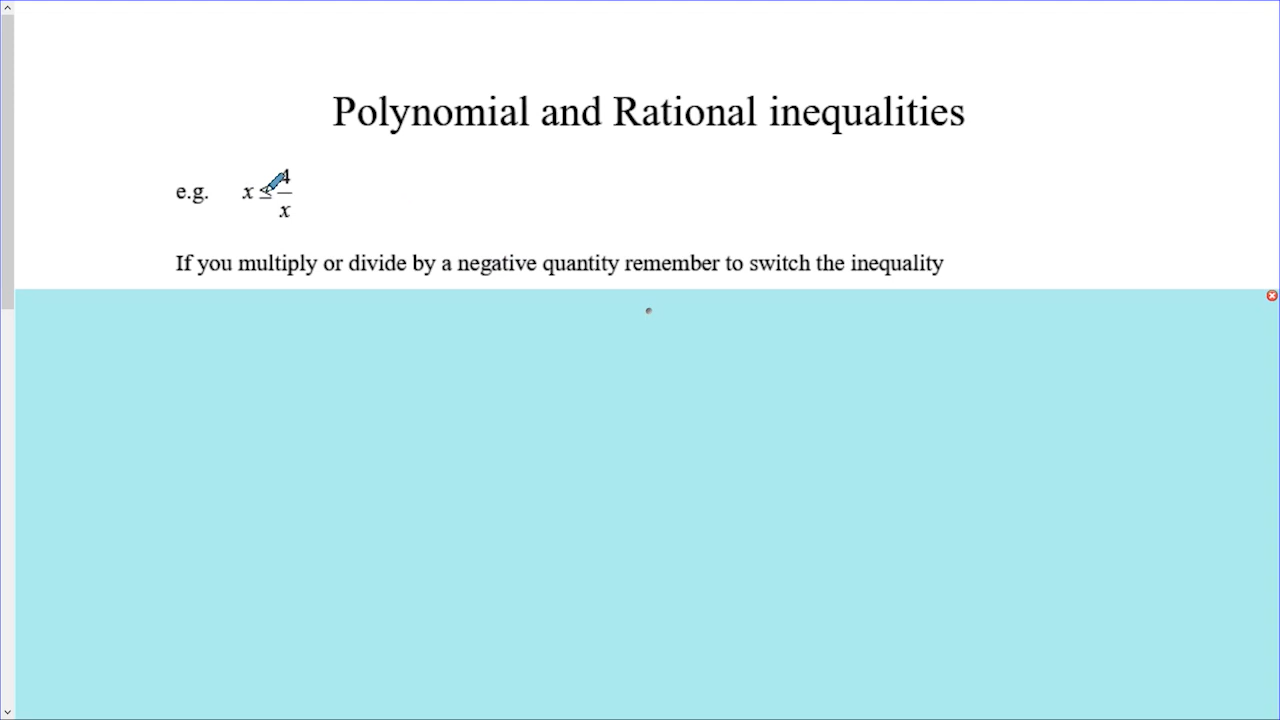 Polynomial and Rational inequalities
e.g. x ≤ 4/x
If you multiply or divide by a negative quantity remember to switch the inequality